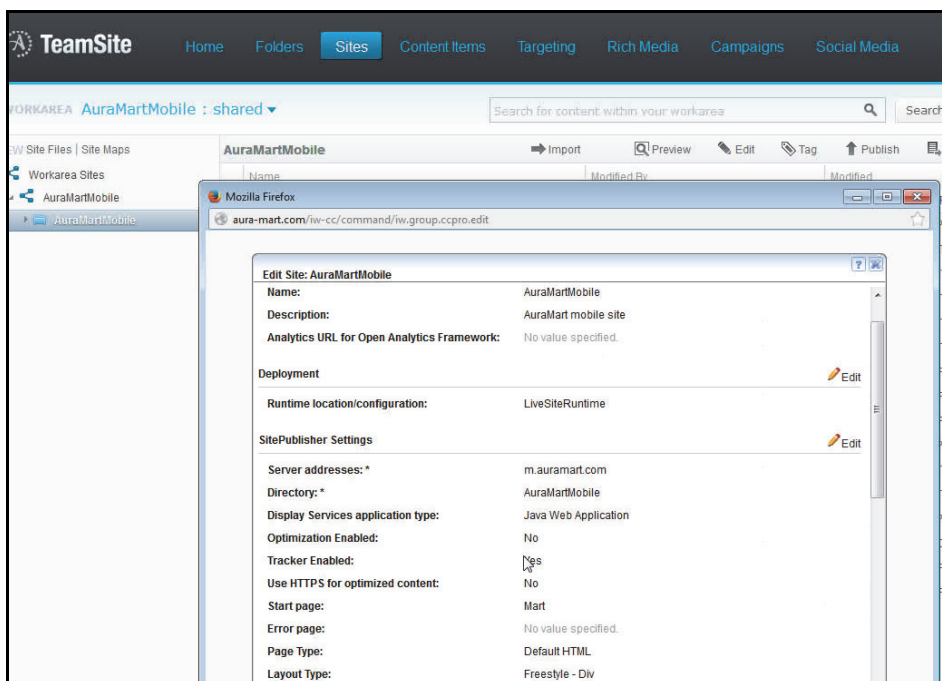 TeamSite
Home Folders Sites Content Items Targeting Rich Media Campaigns Social Media
AuraMartMobile : shared
Search for content within your workarea
Search
Site Files | Site Maps
AuraMartMobile Import Preview Edit Tag Publish
Workarea Sites
Name Modified By Modified
AuraMartMobile
AuraMartMobile
Mozilla Firefox
aura-mart.com/iw-cc/command/iw.group.ccpro.edit
Edit Site: AuraMartMobile
Name: AuraMartMobile
Description: AuraMart mobile site
Analytics URL for Open Analytics Framework: No value specified.
Deployment Edit
Runtime location/configuration: LiveSiteRuntime
SitePublisher Settings Edit
Server addresses: * m.auramart.com
Directory: * AuraMartMobile
Display Services application type: Java Web Application
Optimization Enabled: No
Tracker Enabled: Yes
Use HTTPS for optimized content: No
Start page: Mart
Error page: No value specified.
Page Type: Default HTML
Layout Type: Freestyle - Div